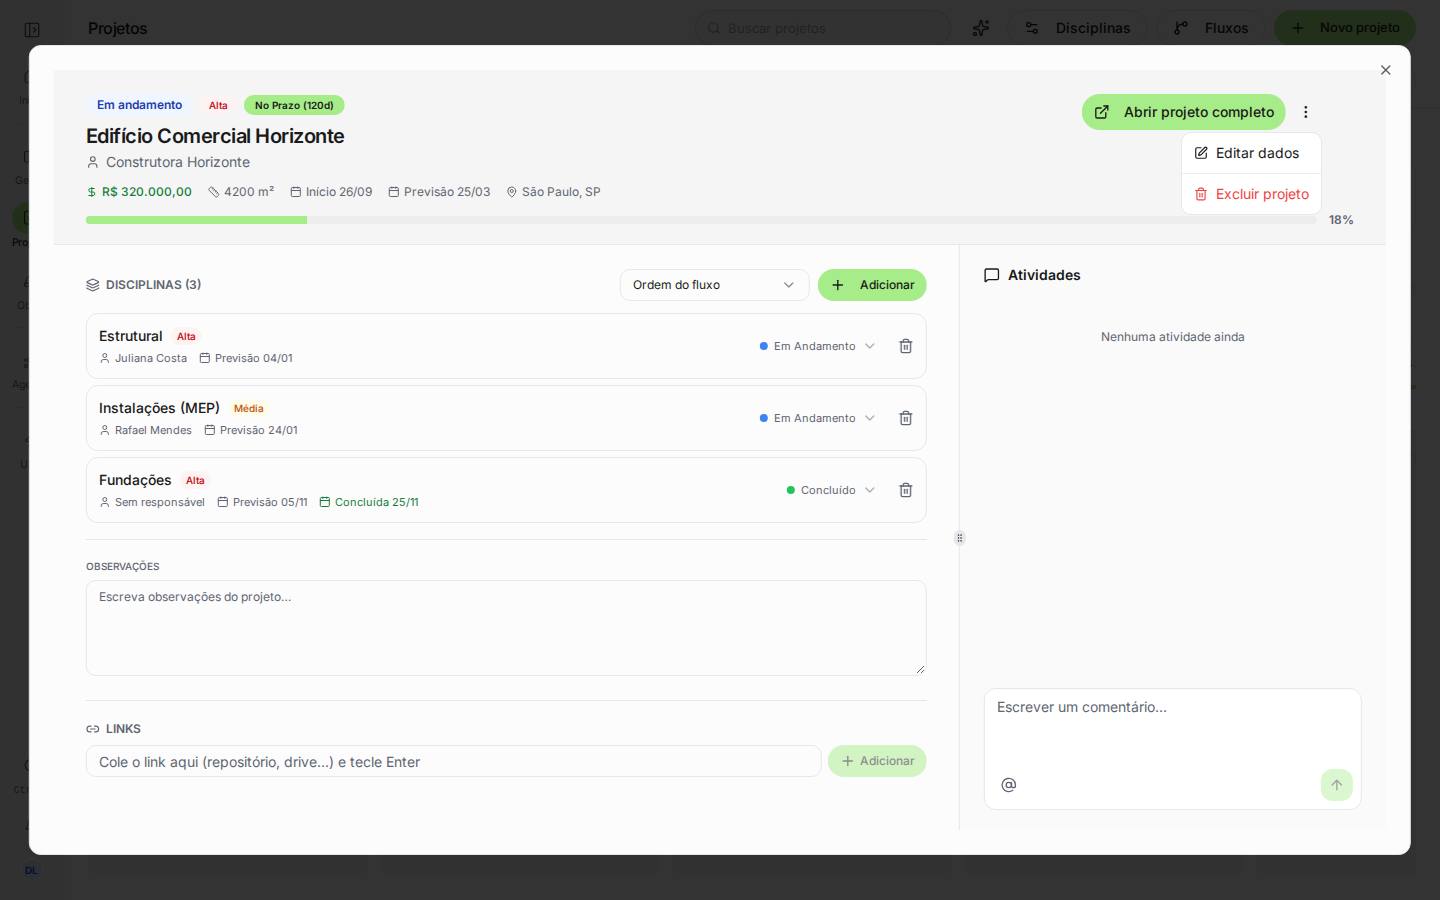 Projetos
Buscar projetos
Disciplinas
Fluxos
Novo projeto
Em andamento
Alta
No Prazo (120d)
Abrir projeto completo
Edifício Comercial Horizonte
Construtora Horizonte
Editar dados
R$ 320.000,00
4200 m²
Início 26/09
Previsão 25/03
São Paulo, SP
Excluir projeto
18%
DISCIPLINAS (3)
Ordem do fluxo
Adicionar
Estrutural
Alta
Juliana Costa
Previsão 04/01
Em Andamento
Instalações (MEP)
Média
Rafael Mendes
Previsão 24/01
Em Andamento
Fundações
Alta
Sem responsável
Previsão 05/11
Concluída 25/11
Concluído
OBSERVAÇÕES
Escreva observações do projeto...
LINKS
Cole o link aqui (repositório, drive...) e tecle Enter
Adicionar
Atividades
Nenhuma atividade ainda
Escrever um comentário...
DL